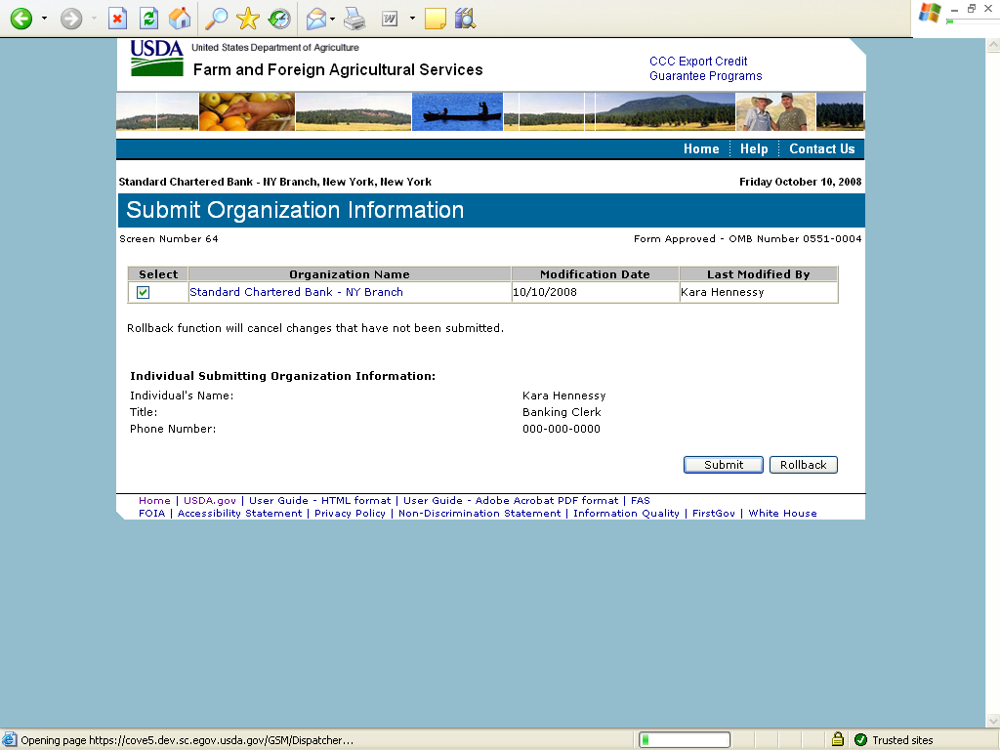 USDA United States Department of Agriculture
Farm and Foreign Agricultural Services
CCC Export Credit
Guarantee Programs
Home Help Contact Us
Standard Chartered Bank - NY Branch, New York, New York Friday October 10, 2008
Submit Organization Information
Screen Number 64 Form Approved - OMB Number 0551-0004
Select Organization Name Modification Date Last Modified By
Standard Chartered Bank - NY Branch 10/10/2008 Kara Hennessy
Rollback function will cancel changes that have not been submitted.
Individual Submitting Organization Information:
Individual's Name: Kara Hennessy
Title: Banking Clerk
Phone Number: 000-000-0000
Submit Rollback
Home | USDA.gov | User Guide - HTML format | User Guide - Adobe Acrobat PDF format | FAS
FOIA | Accessibility Statement | Privacy Policy | Non-Discrimination Statement | Information Quality | FirstGov | White House
Opening page https://cove5.dev.sc.egov.usda.gov/GSM/Dispatcher... Trusted sites